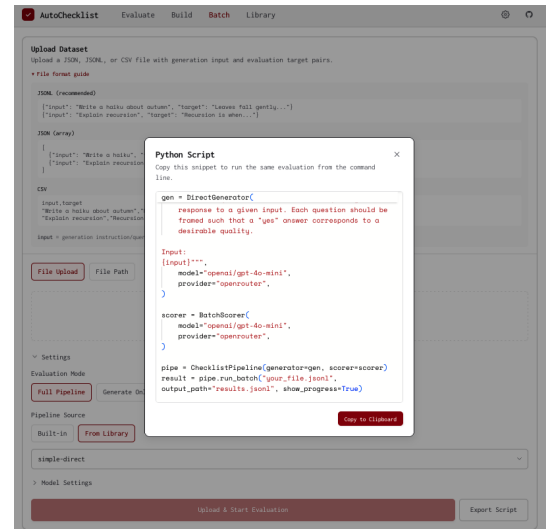 AutoChecklist Evaluate Build Batch Library
Upload Dataset
Upload a JSON, JSONL, or CSV file with generation input and evaluation target pairs.
▾ File format guide
JSONL (recommended)
{"input": "Write a haiku about autumn", "target": "Leaves fall gently..."}
{"input": "Explain recursion", "target": "Recursion is when..."}
JSON (array)
[
{"input": "Write a haiku", "
{"input": "Explain recursion
]
CSV
input,target
"Write a haiku about autumn","
"Explain recursion","Recursion
input = generation instruction/quer
File Upload File Path
Settings
Evaluation Mode
Full Pipeline Generate Onl
Pipeline Source
Built-in From Library
simple-direct
> Model Settings
Upload & Start Evaluation Export Script
Python Script ×
Copy this snippet to run the same evaluation from the command
line.
gen = DirectGenerator(
response to a given input. Each question should be
framed such that a "yes" answer corresponds to a
desirable quality.
Input:
{input}""",
model="openai/gpt-4o-mini",
provider="openrouter",
)
scorer = BatchScorer(
model="openai/gpt-4o-mini",
provider="openrouter",
)
pipe = ChecklistPipeline(generator=gen, scorer=scorer)
result = pipe.run_batch("your_file.jsonl",
output_path="results.jsonl", show_progress=True)
Copy to Clipboard